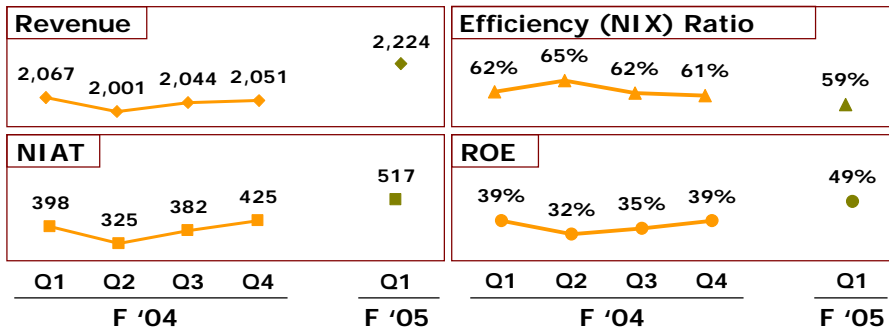 Revenue
2,067 2,001 2,044 2,051 2,224
Efficiency (NIX) Ratio
62% 65% 62% 61% 59%
NIAT
398 325 382 425 517
ROE
39% 32% 35% 39% 49%
Q1 Q2 Q3 Q4 Q1 Q1 Q2 Q3 Q4 Q1
F ‘04 F ‘05 F ‘04 F ‘05